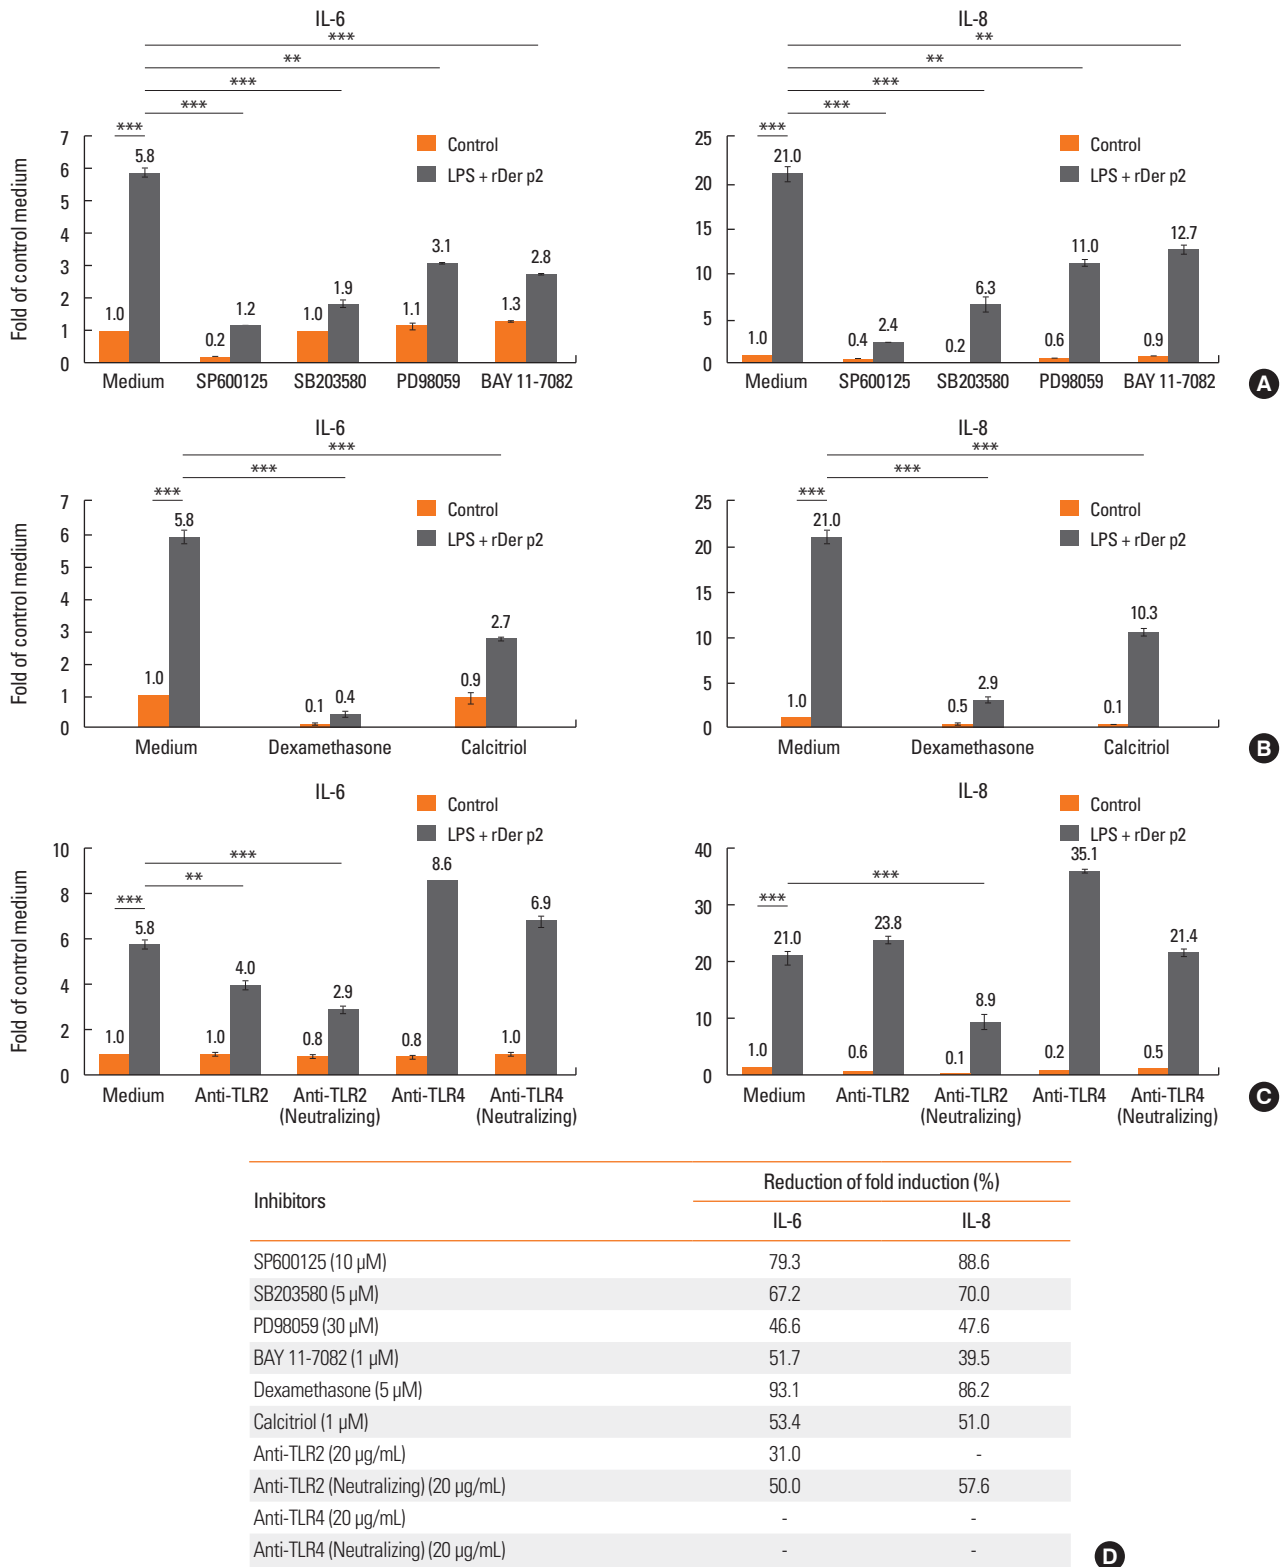 IL-6
***
**
***
***
***
Control
LPS + rDer p2
Fold of control medium
7
6
5
4
3
2
1
0
1.0
5.8
0.2
1.2
1.0
1.9
1.1
3.1
1.3
2.8
Medium SP600125 SB203580 PD98059 BAY 11-7082
IL-8
**
**
***
***
***
Control
LPS + rDer p2
25
20
15
10
5
0
1.0
21.0
0.4
2.4
0.2
6.3
0.6
11.0
0.9
12.7
Medium SP600125 SB203580 PD98059 BAY 11-7082
A
IL-6
***
***
***
Control
LPS + rDer p2
Fold of control medium
7
6
5
4
3
2
1
0
1.0
5.8
0.1
0.4
0.9
2.7
Medium Dexamethasone Calcitriol
IL-8
***
***
***
Control
LPS + rDer p2
25
20
15
10
5
0
1.0
21.0
0.5
2.9
0.1
10.3
Medium Dexamethasone Calcitriol
B
IL-6
Control
LPS + rDer p2
***
**
***
Fold of control medium
10
8
6
4
2
0
1.0
5.8
1.0
4.0
0.8
2.9
0.8
8.6
1.0
6.9
Medium Anti-TLR2 Anti-TLR2 Anti-TLR4 Anti-TLR4
(Neutralizing) (Neutralizing)
IL-8
Control
LPS + rDer p2
***
***
40
30
20
10
0
1.0
21.0
0.6
23.8
0.1
8.9
0.2
35.1
0.5
21.4
Medium Anti-TLR2 Anti-TLR2 Anti-TLR4 Anti-TLR4
(Neutralizing) (Neutralizing)
C
Inhibitors Reduction of fold induction (%)
IL-6 IL-8
SP600125 (10 µM) 79.3 88.6
SB203580 (5 µM) 67.2 70.0
PD98059 (30 µM) 46.6 47.6
BAY 11-7082 (1 µM) 51.7 39.5
Dexamethasone (5 µM) 93.1 86.2
Calcitriol (1 µM) 53.4 51.0
Anti-TLR2 (20 µg/mL) 31.0 -
Anti-TLR2 (Neutralizing) (20 µg/mL) 50.0 57.6
Anti-TLR4 (20 µg/mL) - -
Anti-TLR4 (Neutralizing) (20 µg/mL) - -
D